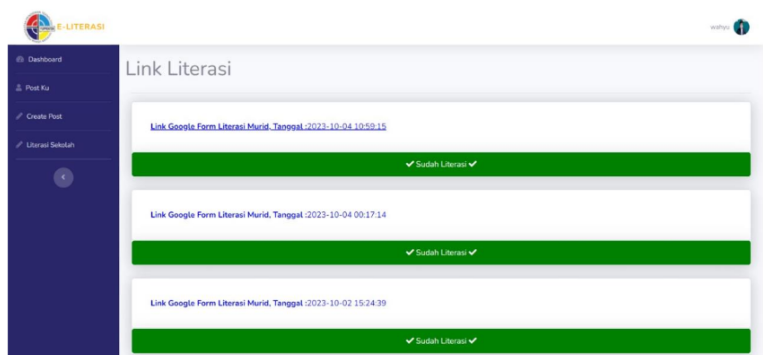 E-LITERASI
wahyu
Dashboard
Post Ku
Create Post
Literasi Sekolah
Link Literasi
Link Google Form Literasi Murid, Tanggal :2023-10-04 10:59:15
✔Sudah Literasi✔
Link Google Form Literasi Murid, Tanggal :2023-10-04 00:17:14
✔Sudah Literasi✔
Link Google Form Literasi Murid, Tanggal :2023-10-02 15:24:39
✔Sudah Literasi✔